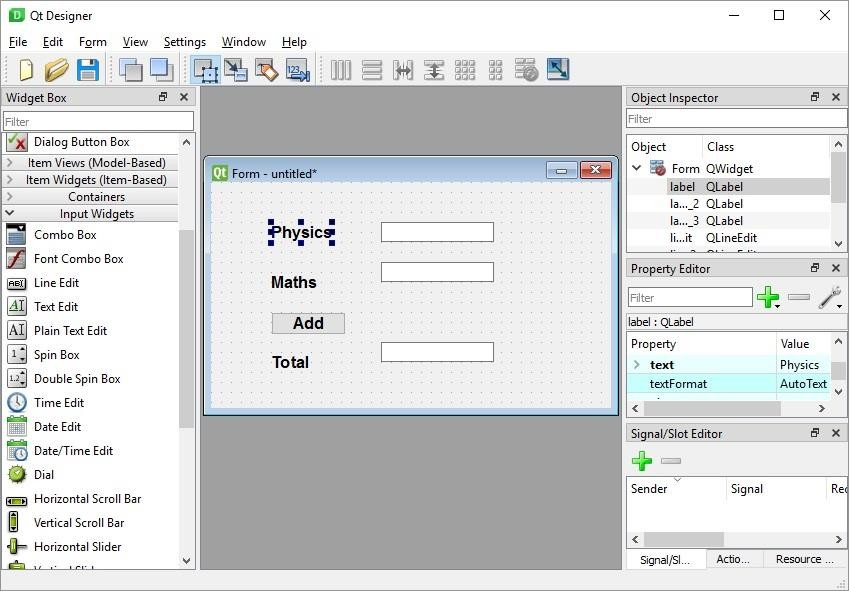 Qt Designer
File Edit Form View Settings Window Help
Widget Box
Filter
Dialog Button Box
Item Views (Model-Based)
Item Widgets (Item-Based)
Containers
Input Widgets
Combo Box
Font Combo Box
Line Edit
Text Edit
Plain Text Edit
Spin Box
Double Spin Box
Time Edit
Date Edit
Date/Time Edit
Dial
Horizontal Scroll Bar
Vertical Scroll Bar
Horizontal Slider
Form - untitled*
Physics
Maths
Add
Total
Object Inspector
Filter
Object Class
Form QWidget
label QLabel
la..._2 QLabel
la..._3 QLabel
li...it QLineEdit
Property Editor
Filter
label : QLabel
Property Value
text Physics
textFormat AutoText
Signal/Slot Editor
Sender Signal Rec
Signal/Sl... Actio... Resource ...